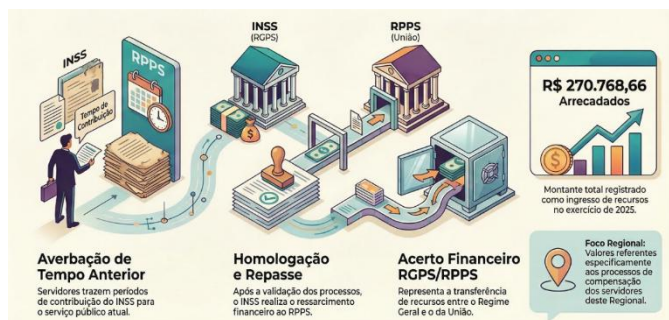 INSS
RPPS
Tempo de
Contribuição
Averbação de
Tempo Anterior
Servidores trazem períodos
de contribuição do INSS para
o serviço público atual.
INSS
(RGPS)
RPPS
(União)
Homologação
e Repasse
Após a validação dos processos,
o INSS realiza o ressarcimento
financeiro ao RPPS.
Acerto Financeiro
RGPS/RPPS
Representa a transferência
de recursos entre o Regime
Geral e o da União.
R$ 270.768,66
Arrecadados
Montante total registrado
como ingresso de recursos
no exercício de 2025.
Foco Regional:
Valores referentes
especificamente
aos processos de
compensação
dos servidores
deste Regional.